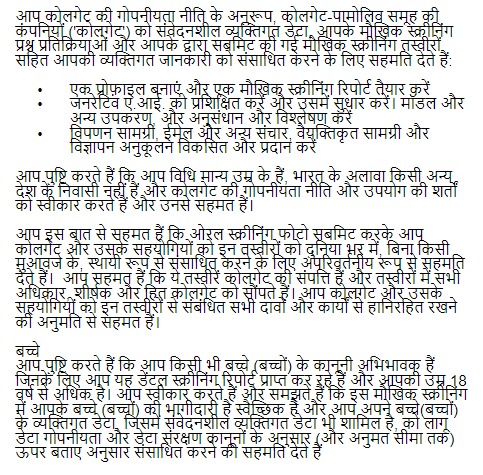 आप कोलगेट की गोपनीयता नीति के अनुरूप, कोलगेट-पामोलिव समूह की
कंपनियों ('कोलगेट') को संवेदनशील व्यक्तिगत डेटा, आपके मौखिक स्क्रीनिंग
प्रश्न प्रतिक्रियाओं और आपके द्वारा सबमिट की गई मौखिक स्क्रीनिंग तस्वीरों
सहित आपकी व्यक्तिगत जानकारी को संसाधित करने के लिए सहमति देते हैं:
• एक प्रोफ़ाइल बनाएं और एक मौखिक स्क्रीनिंग रिपोर्ट तैयार करें
• जनरेटिव ए.आई. को प्रशिक्षित करें और उसमें सुधार करें। मॉडल और
अन्य उपकरण, और अनुसंधान और विश्लेषण करें
• विपणन सामग्री, ईमेल और अन्य संचार, वैयक्तिकृत सामग्री और
विज्ञापन अनुकूलन विकसित और प्रदान करें
आप पुष्टि करते हैं कि आप विधि मान्य उम्र के हैं, भारत के अलावा किसी अन्य
देश के निवासी नहीं हैं और कोलगेट की गोपनीयता नीति और उपयोग की शर्तों
को स्वीकार करते हैं और उनसे सहमत हैं।
आप इस बात से सहमत हैं कि ओरल स्क्रीनिंग फोटो सबमिट करके आप
कोलगेट और उसके सहयोगियों को इन तस्वीरों को दुनिया भर में, बिना किसी
मुआवजे के, स्थायी रूप से संसाधित करने के लिए अपरिवर्तनीय रूप से सहमति
देते हैं। आप सहमत हैं कि ये तस्वीरें कोलगेट की संपत्ति हैं और तस्वीरों में सभी
अधिकार, शीर्षक और हित कोलगेट को सौंपते हैं। आप कोलगेट और उसके
सहयोगियों को इन तस्वीरों से संबंधित सभी दावों और कार्यों से हानिरहित रखने
की अनुमति से सहमत हैं।
बच्चे
आप पुष्टि करते हैं कि आप किसी भी बच्चे (बच्चों) के कानूनी अभिभावक हैं
जिनके लिए आप यह डेंटल स्क्रीनिंग रिपोर्ट प्राप्त कर रहे हैं और आपकी उम्र 18
वर्ष से अधिक है। आप स्वीकार करते हैं और समझते हैं कि इस मौखिक स्क्रीनिंग
में आपके बच्चे (बच्चों) की भागीदारी है स्वैच्छिक है और आप अपने बच्चे(बच्चों)
के व्यक्तिगत डेटा, जिसमें संवेदनशील व्यक्तिगत डेटा भी शामिल है, को लागू
डेटा गोपनीयता और डेटा संरक्षण कानूनों के अनुसार (और अनुमत सीमा तक)
ऊपर बताए अनुसार संसाधित करने की सहमति देते हैं